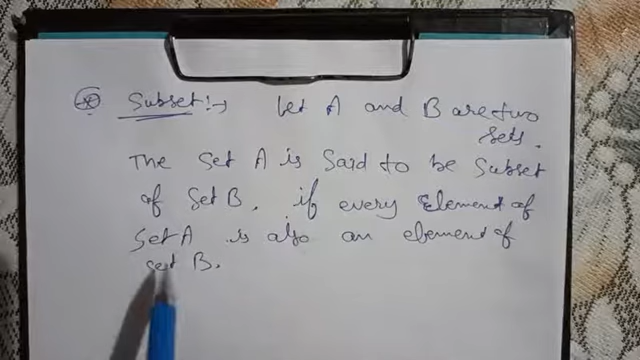 Subset:→ Let A and B are two
sets.
The Set A is Said to be Subset
of Set B, if every Element of
Set A is also an element of
set B.